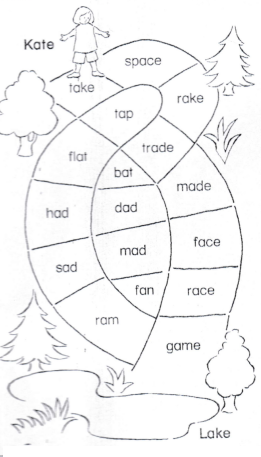 Kate
space
take
rake
tap
trade
flat
bat
made
had
dad
face
mad
sad
fan
race
ram
game
Lake